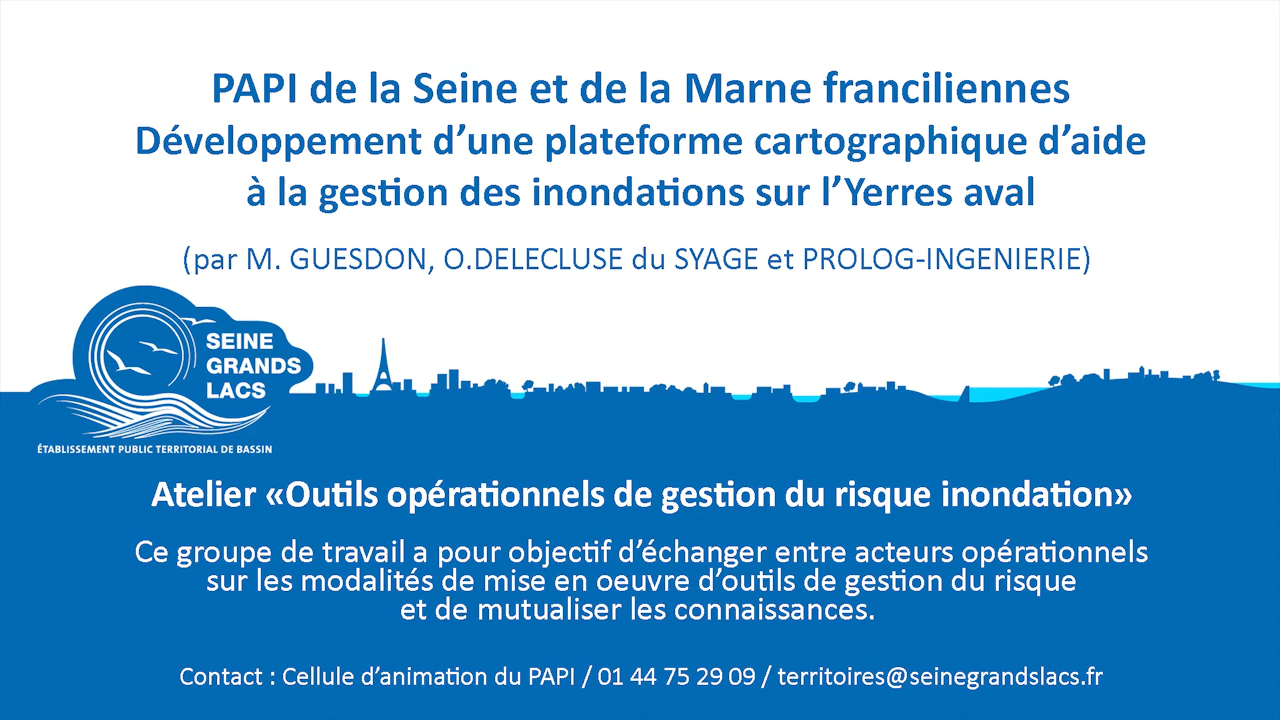 PAPI de la Seine et de la Marne franciliennes
Développement d’une plateforme cartographique d’aide
à la gestion des inondations sur l’Yerres aval
(par M. GUESDON, O.DELECLUSE du SYAGE et PROLOG-INGENIERIE)
SEINE
GRANDS
LACS
ÉTABLISSEMENT PUBLIC TERRITORIAL DE BASSIN
Atelier «Outils opérationnels de gestion du risque inondation»
Ce groupe de travail a pour objectif d’échanger entre acteurs opérationnels
sur les modalités de mise en oeuvre d’outils de gestion du risque
et de mutualiser les connaissances.
Contact : Cellule d’animation du PAPI / 01 44 75 29 09 / territoires@seinegrandslacs.fr